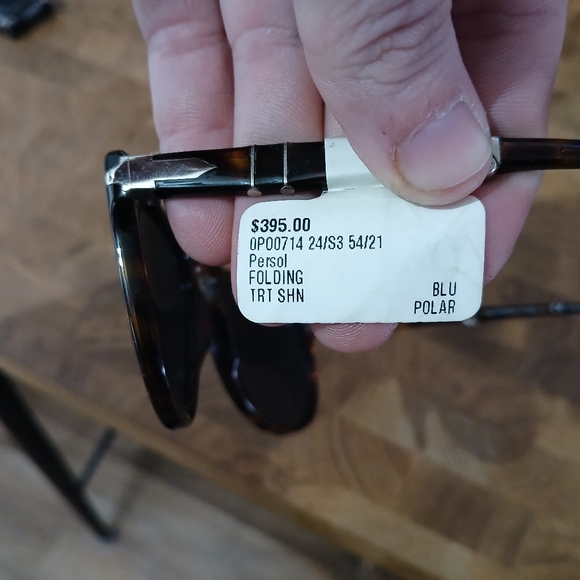 $395.00
0PO0714 24/S3 54/21
Persol
FOLDING
TRT SHN
BLU
POLAR